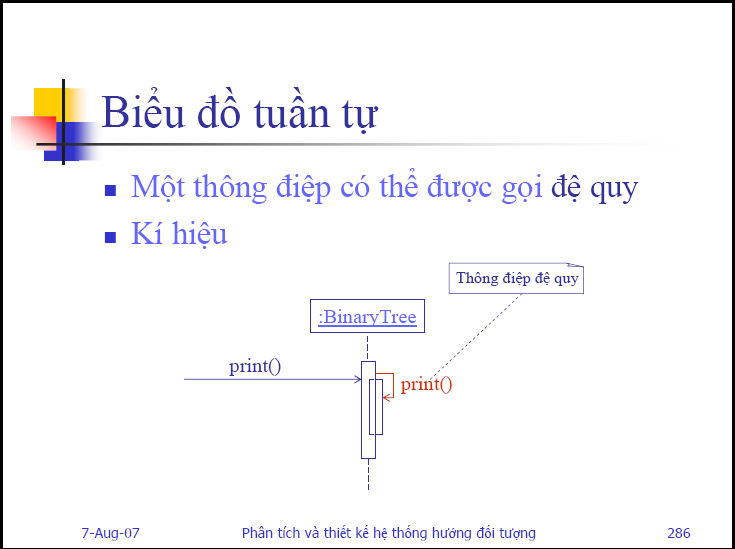 Biểu đồ tuần tự
Một thông điệp có thể được gọi đệ quy
Kí hiệu
Thông điệp đệ quy
:BinaryTree
print()
print()
7-Aug-07
Phân tích và thiết kế hệ thống hướng đối tượng
286